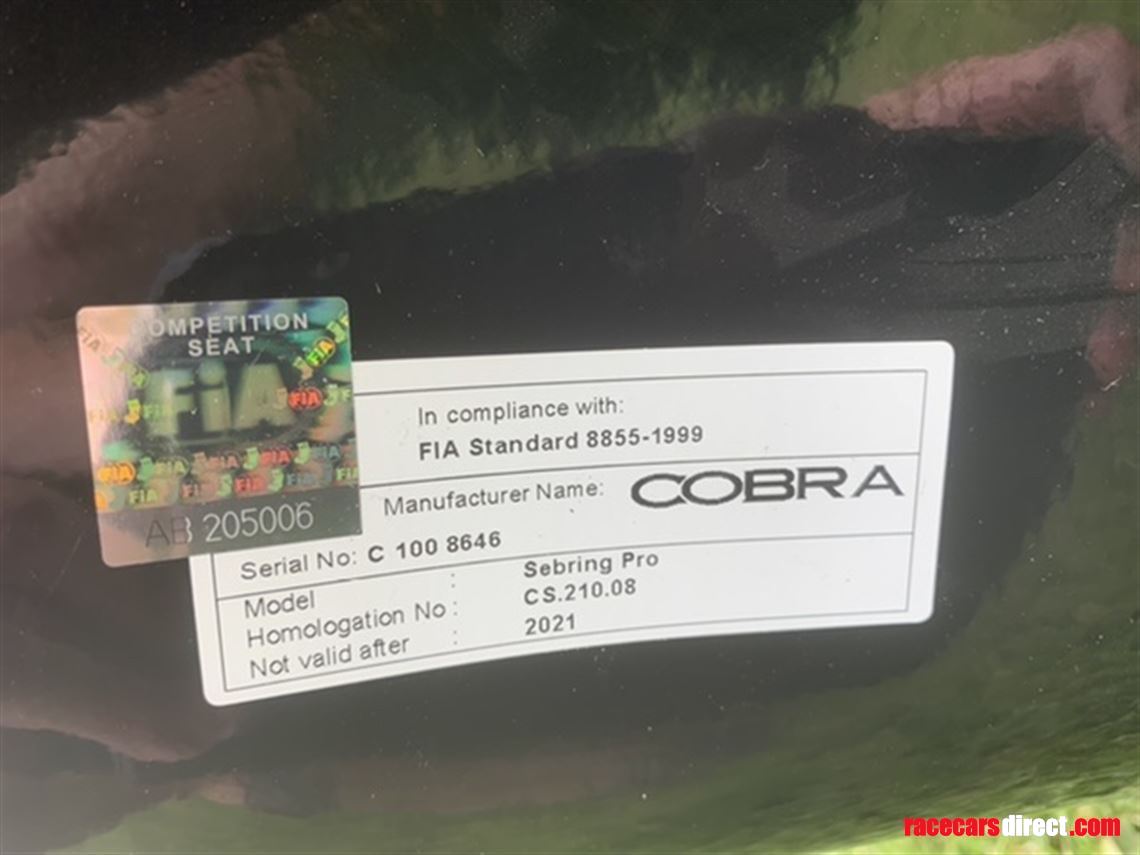 COMPETITION
SEAT
FiA
AB 205006
In compliance with:
FIA Standard 8855-1999
Manufacturer Name: COBRA
Serial No: C 100 8646
Model : Sebring Pro
Homologation No : CS.210.08
Not valid after : 2021
racecarsdirect.com